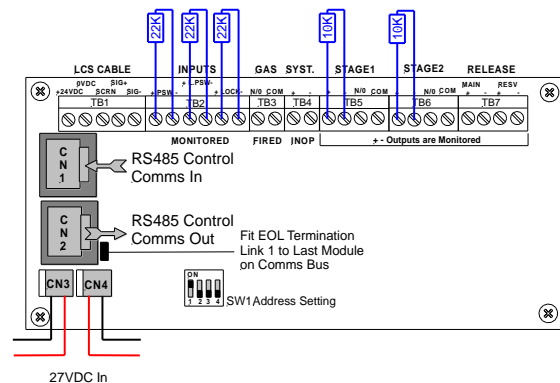 22K 22K 22K 10K 10K
LCS CABLE INPUTS GAS SYST. STAGE1 STAGE2 RELEASE
0VDC SIG+ + L.PSW- MAIN RESV
+24VDC SCRN SIG- + PSW - + LOCK- N/0 COM + - + - N/0 COM + - N/0 COM + - + -
TB1 TB2 TB3 TB4 TB5 TB6 TB7
MONITORED FIRED INOP + - Outputs are Monitored
CN1
RS485 Control
Comms In
CN2
RS485 Control
Comms Out
Fit EOL Termination
Link 1 to Last Module
on Comms Bus
CN3 CN4
ON
1 2 3 4
SW1 Address Setting
27VDC In